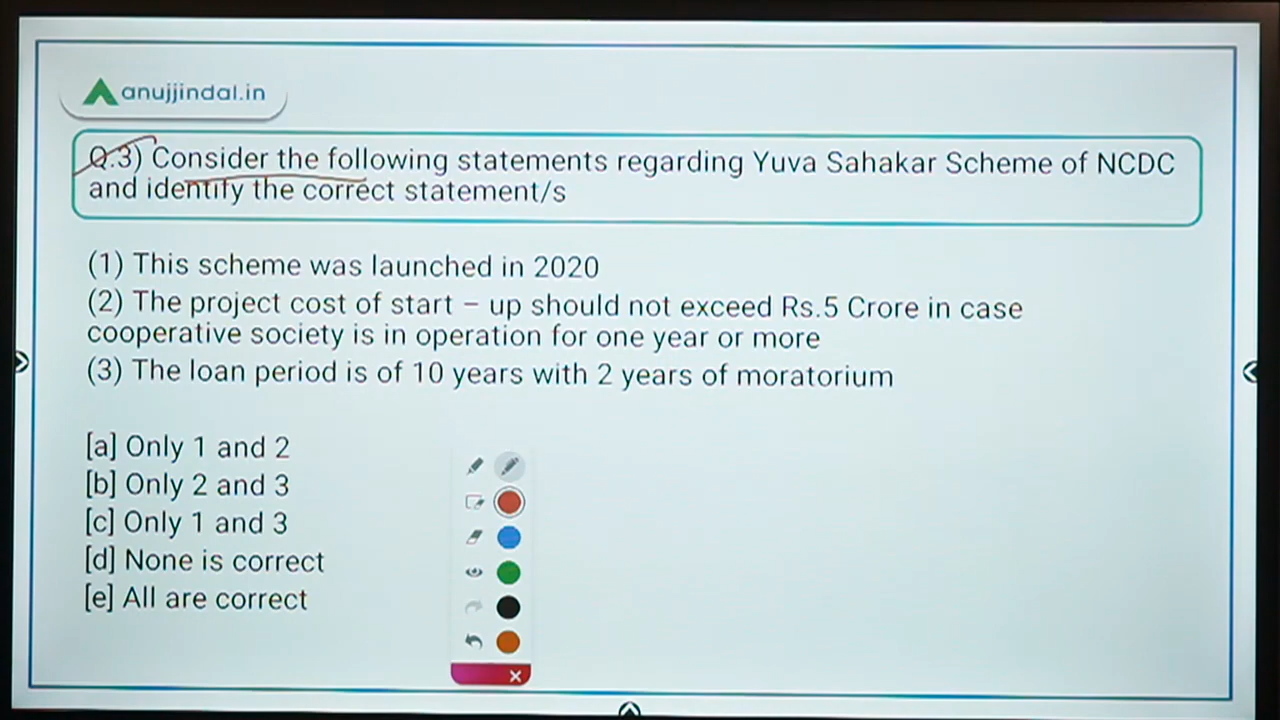 anujjindal.in
Q.3) Consider the following statements regarding Yuva Sahakar Scheme of NCDC
and identify the correct statement/s
(1) This scheme was launched in 2020
(2) The project cost of start – up should not exceed Rs.5 Crore in case
cooperative society is in operation for one year or more
(3) The loan period is of 10 years with 2 years of moratorium
[a] Only 1 and 2
[b] Only 2 and 3
[c] Only 1 and 3
[d] None is correct
[e] All are correct